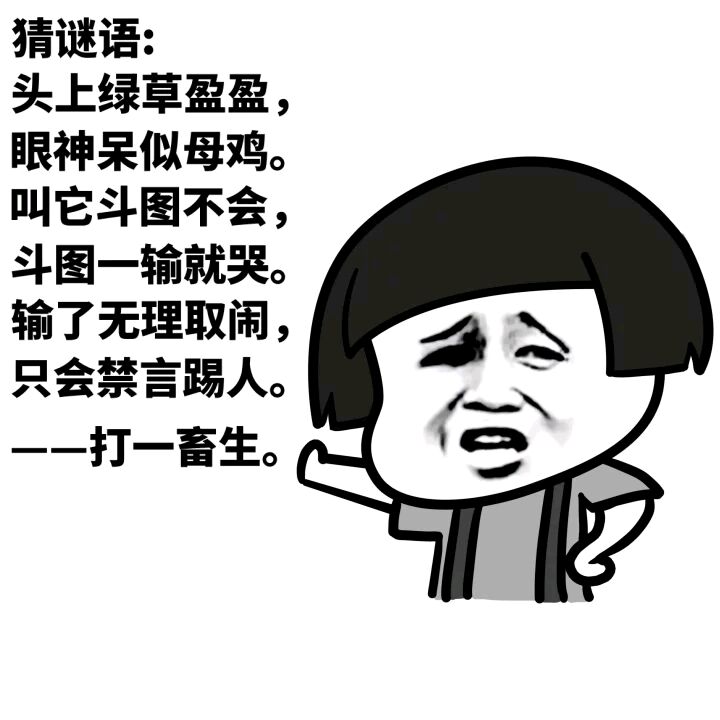 猜谜语:
头上绿草盈盈，
眼神呆似母鸡。
叫它斗图不会，
斗图一输就哭。
输了无理取闹，
只会禁言踢人。
——打一畜生。